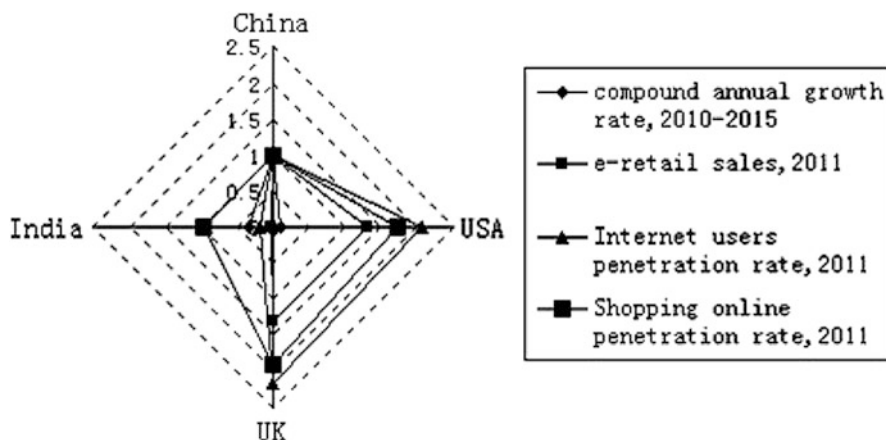 China
2.5
2
1.5
1
0.5
India
USA
UK
compound annual growth
rate, 2010-2015
e-retail sales, 2011
Internet users
penetration rate, 2011
Shopping online
penetration rate, 2011